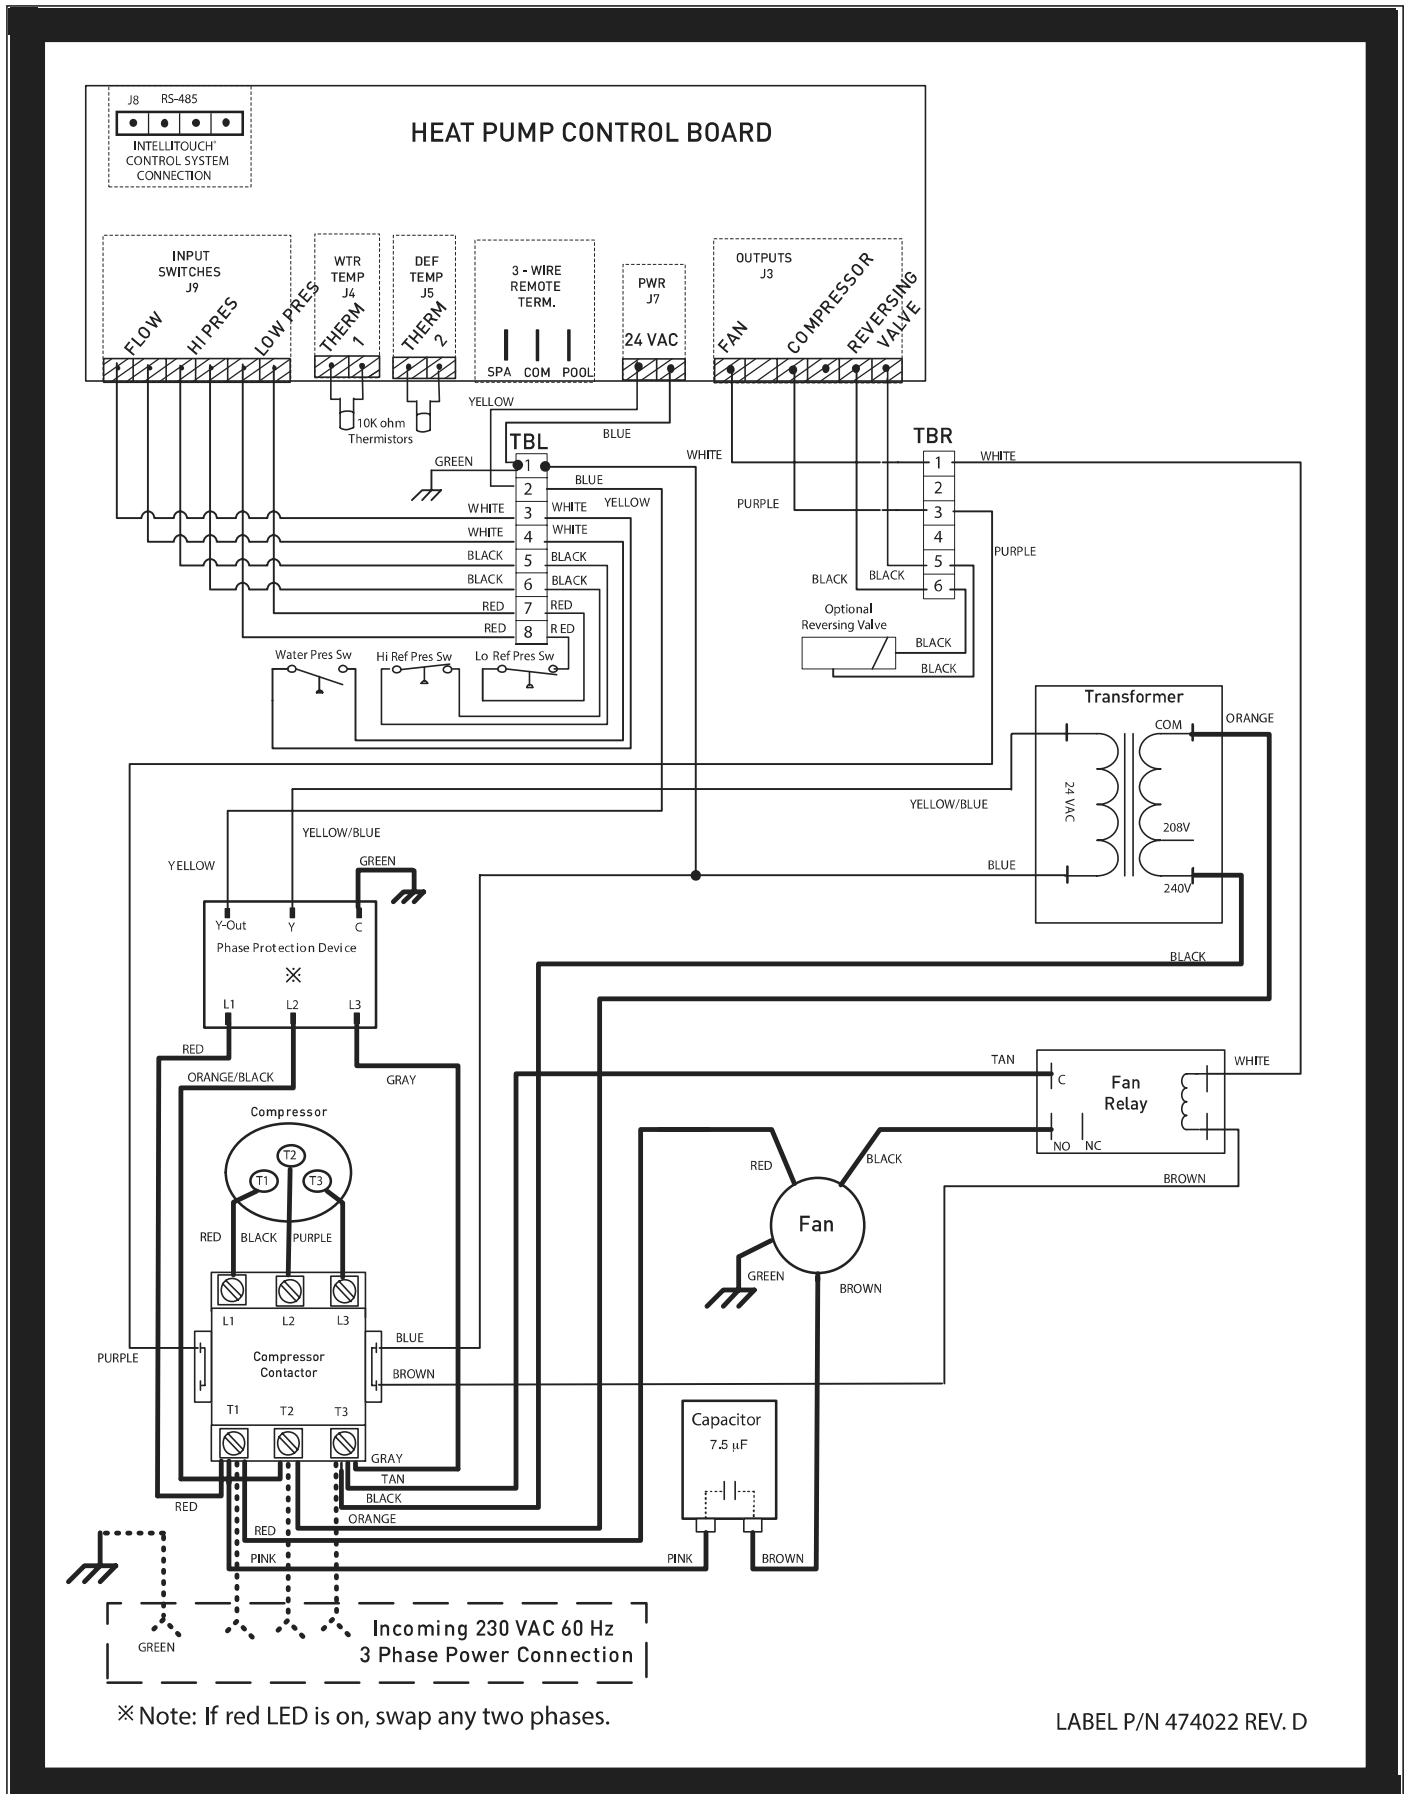 J8 RS-485
INTELLITOUCH®
CONTROL SYSTEM
CONNECTION
HEAT PUMP CONTROL BOARD
INPUT
SWITCHES
J9
FLOW
HI PRES
LOW PRES
WTR
TEMP
J4
THERM
1
DEF
TEMP
J5
THERM
2
3 - WIRE
REMOTE
TERM.
SPA COM POOL
PWR
J7
24 VAC
OUTPUTS
J3
FAN
COMPRESSOR
REVERSING
VALVE
10K ohm
Thermistors
YELLOW
BLUE
TBL
GREEN
1
2
3
4
5
6
7
8
BLUE
YELLOW
WHITE
WHITE
WHITE
WHITE
BLACK
BLACK
BLACK
BLACK
RED
RED
RED
RED
Water Pres Sw
Hi Ref Pres Sw
Lo Ref Pres Sw
TBR
WHITE
WHITE
1
2
3
4
5
6
PURPLE
PURPLE
BLACK
BLACK
Optional
Reversing Valve
BLACK
BLACK
Transformer
COM
ORANGE
24 VAC
208V
240V
YELLOW/BLUE
BLUE
BLACK
YELLOW/BLUE
YELLOW
GREEN
Y-Out
Y
C
Phase Protection Device
※
L1
L2
L3
RED
ORANGE/BLACK
GRAY
TAN
C
Fan
Relay
WHITE
NO
NC
BROWN
Compressor
T2
T1
T3
RED
BLACK
PURPLE
RED
BLACK
Fan
GREEN
BROWN
L1
L2
L3
BLUE
PURPLE
Compressor
Contactor
BROWN
T1
T2
T3
Capacitor
7.5 µF
GRAY
TAN
BLACK
RED
ORANGE
RED
PINK
PINK
BROWN
GREEN
Incoming 230 VAC 60 Hz
3 Phase Power Connection
※ Note: If red LED is on, swap any two phases.
LABEL P/N 474022 REV. D